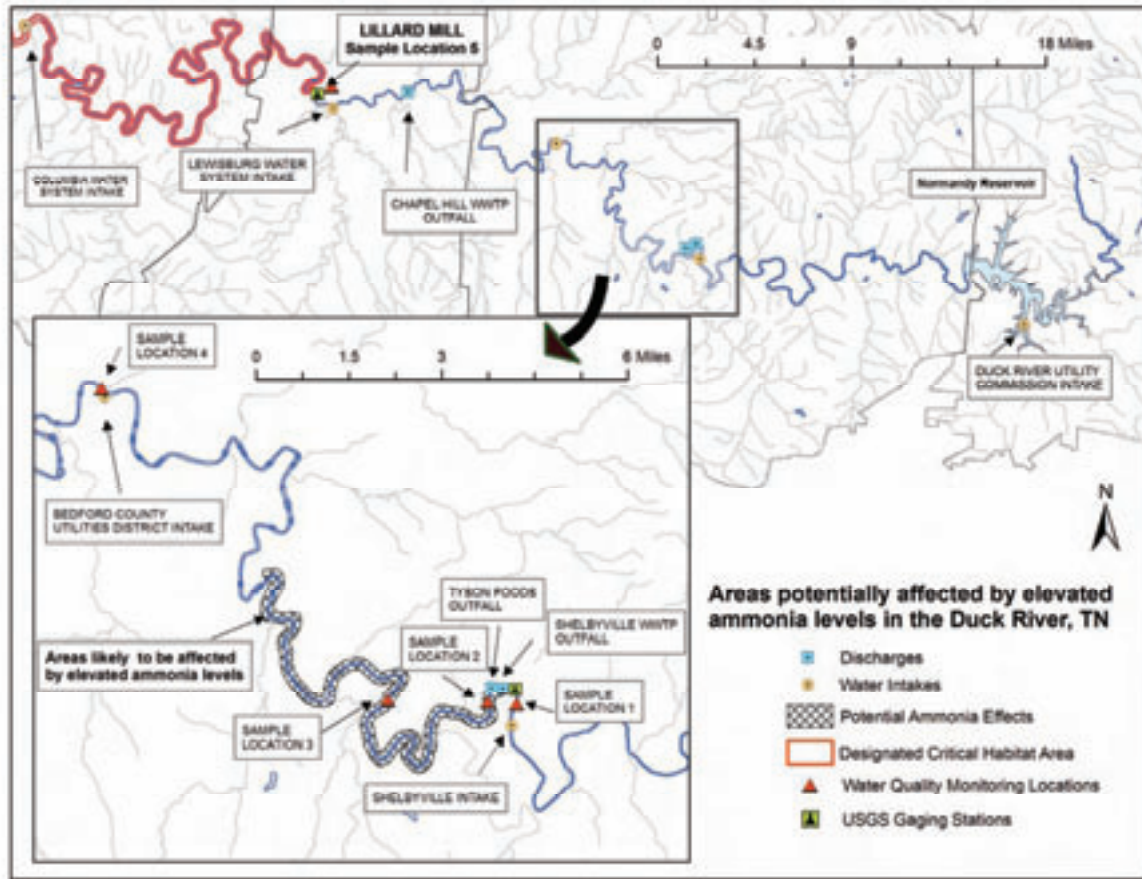 LILLARD MILL
Sample Location 5
0 4.5 9 18 Miles
COLUMBIA WATER
SYSTEM INTAKE
LEWISBURG WATER
SYSTEM INTAKE
CHAPEL HILL WWTP
OUTFALL
Normandy Reservoir
DUCK RIVER UTILITY
COMMISSION INTAKE
SAMPLE
LOCATION 4
0 1.5 3 6 Miles
BEDFORD COUNTY
UTILITIES DISTRICT INTAKE
TYSON FOODS
OUTFALL
SHELBYVILLE WWTP
OUTFALL
SAMPLE
LOCATION 2
Areas likely to be affected
by elevated ammonia levels
SAMPLE
LOCATION 3
SAMPLE
LOCATION 1
SHELBYVILLE INTAKE
N
Areas potentially affected by elevated
ammonia levels in the Duck River, TN
Discharges
Water Intakes
Potential Ammonia Effects
Designated Critical Habitat Area
Water Quality Monitoring Locations
USGS Gaging Stations